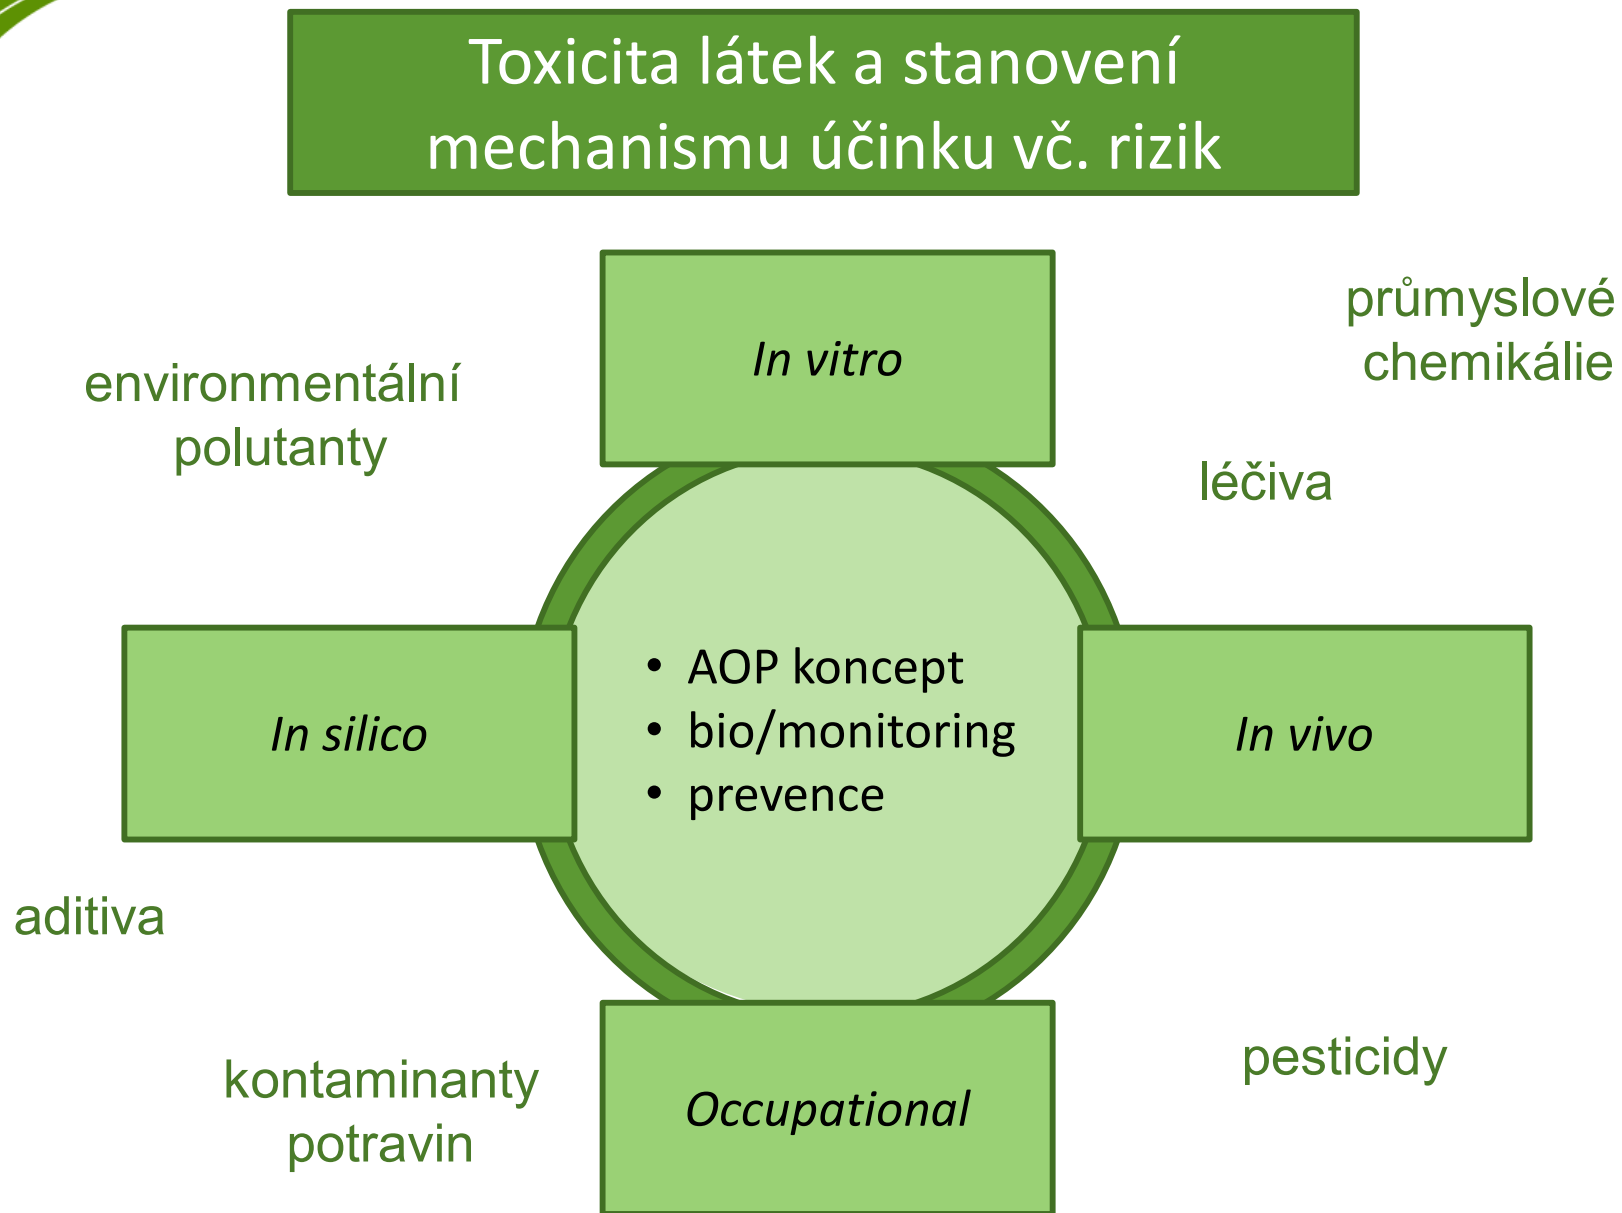 Toxicita látek a stanovení
mechanismu účinku vč. rizik
In vitro
průmyslové
chemikálie
environmentální
polutanty
léčiva
In silico
• AOP koncept
• bio/monitoring
• prevence
In vivo
aditiva
kontaminanty
potravin
Occupational
pesticidy